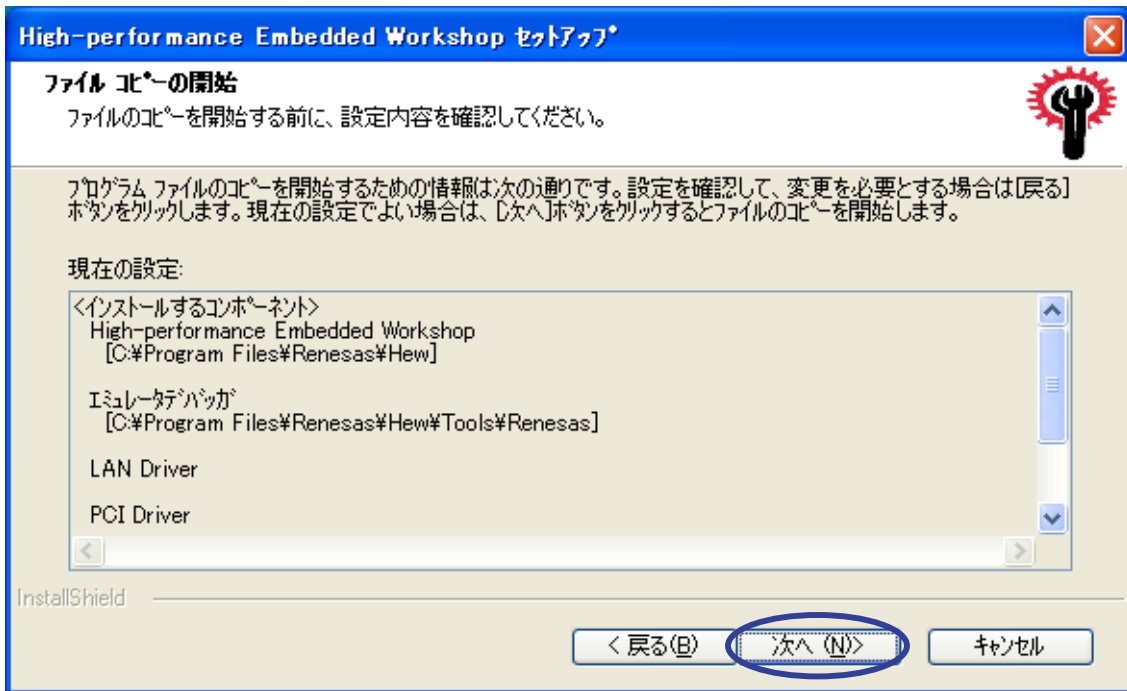 High-performance Embedded Workshop セットアップ
ファイル コピーの開始
ファイルのコピーを開始する前に、設定内容を確認してください。
プログラム ファイルのコピーを開始するための情報は次の通りです。設定を確認して、変更を必要とする場合は[戻る]
ボタンをクリックします。現在の設定でよい場合は、[次へ]ボタンをクリックするとファイルのコピーを開始します。
現在の設定:
<インストールするコンポーネント>
High-performance Embedded Workshop
[C:¥Program Files¥Renesas¥Hew]
エミュレータデバッガ
[C:¥Program Files¥Renesas¥Hew¥Tools¥Renesas]
LAN Driver
PCI Driver
InstallShield
< 戻る(B)
次へ (N)>
キャンセル